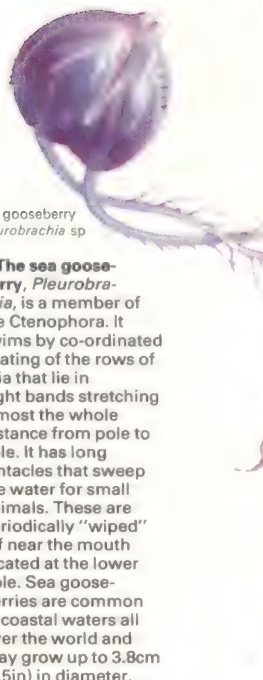 gooseberry
urobrachia sp
The sea goose-
rry, Pleurobra-
ia, is a member of
e Ctenophora. It
vims by co-ordinated
ating of the rows of
ia that lie in
ght bands stretching
most the whole
stance from pole to
le. It has long
ntacles that sweep
e water for small
imals. These are
riodically "wiped"
f near the mouth
cated at the lower
le. Sea goose-
rries are common
coastal waters all
er the world and
ay grow up to 3.8cm
.5in) in diameter.